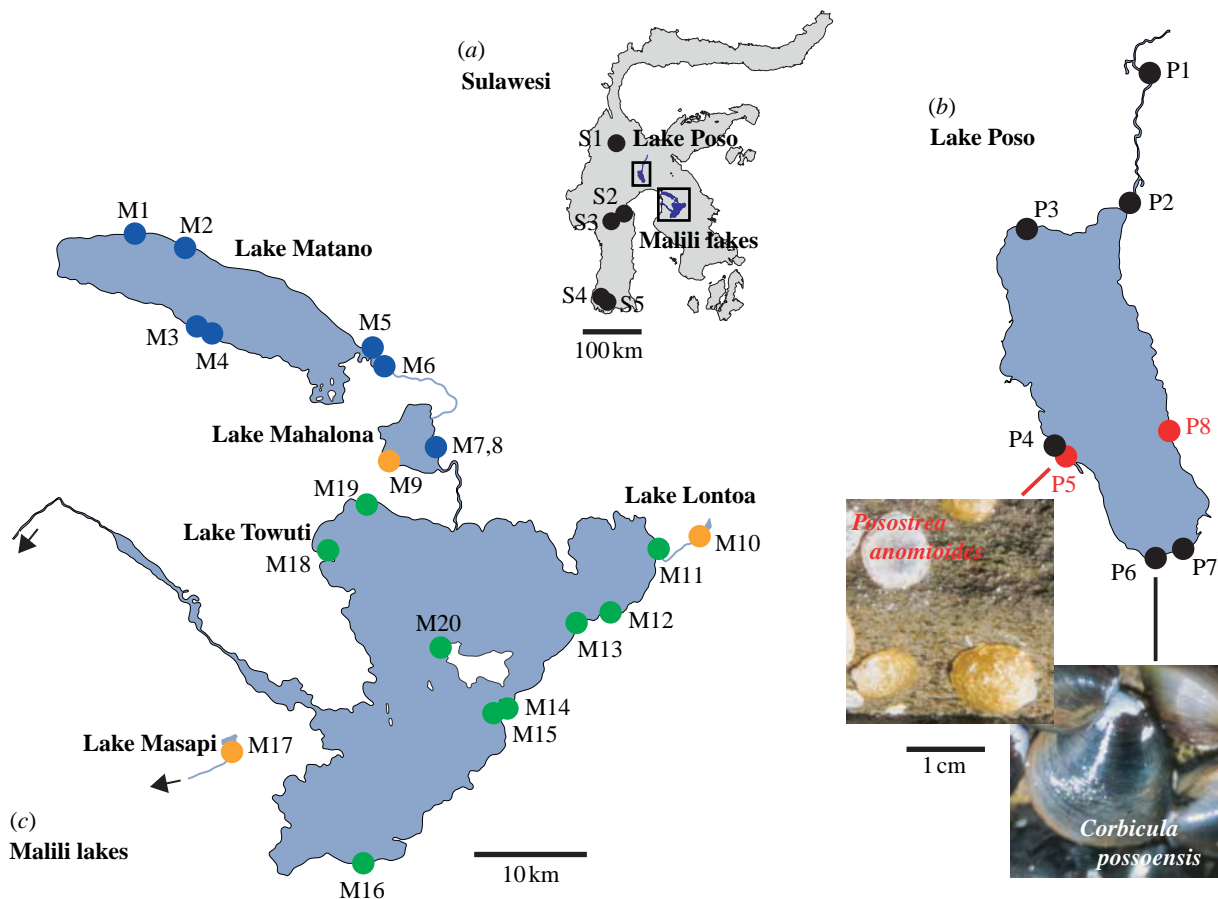 (a)
Sulawesi
S1
Lake Poso
S2
S3
Malili lakes
S4
S5
100 km
(b)
Lake Poso
P1
P2
P3
P4
P5
P8
P6
P7
Posostrea
anomioides
1 cm
Corbicula
possoensis
M1
M2
Lake Matano
M3
M4
M5
M6
Lake Mahalona
M7,8
M9
M19
Lake Lontoa
Lake Towuti
M10
M18
M11
M12
M20
M13
M14
M15
Lake Masapi
M17
(c)
Malili lakes
10 km
M16